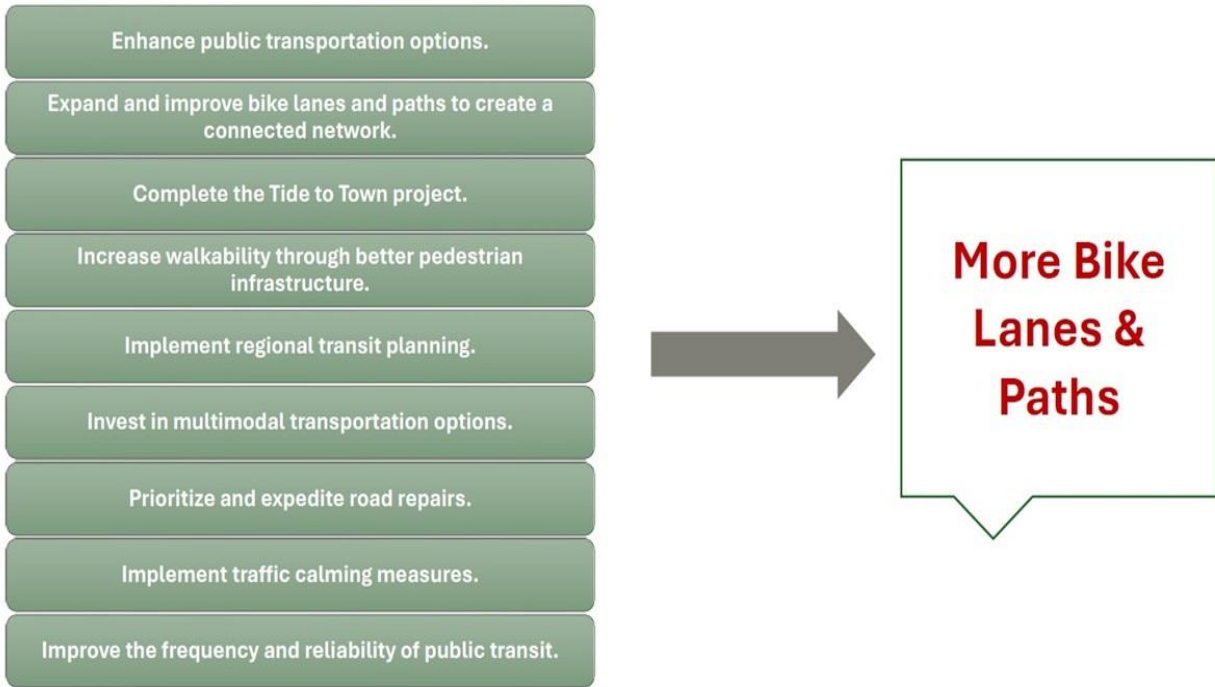 Enhance public transportation options.
Expand and improve bike lanes and paths to create a
connected network.
Complete the Tide to Town project.
Increase walkability through better pedestrian
infrastructure.
Implement regional transit planning.
Invest in multimodal transportation options.
Prioritize and expedite road repairs.
Implement traffic calming measures.
Improve the frequency and reliability of public transit.
More Bike
Lanes &
Paths